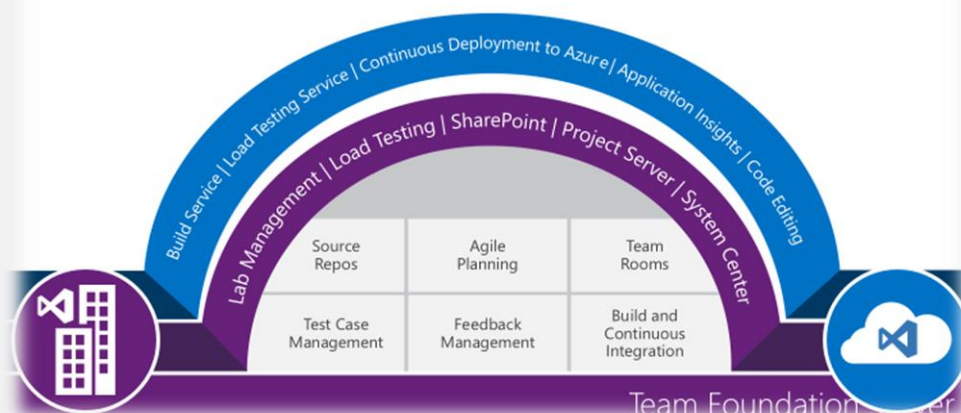 Build Service | Load Testing Service | Continuous Deployment to Azure | Application Insights | Code Editing
Lab Management | Load Testing | SharePoint | Project Server | System Center
Source
Repos
Agile
Planning
Team
Rooms
Test Case
Management
Feedback
Management
Build and
Continuous
Integration
Team Foundation